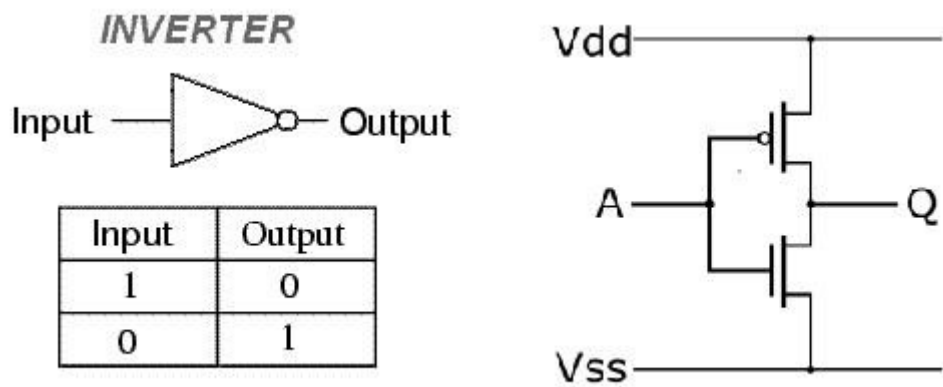 INVERTER
Input Output
Input Output
1 0
0 1
Vdd
A Q
Vss